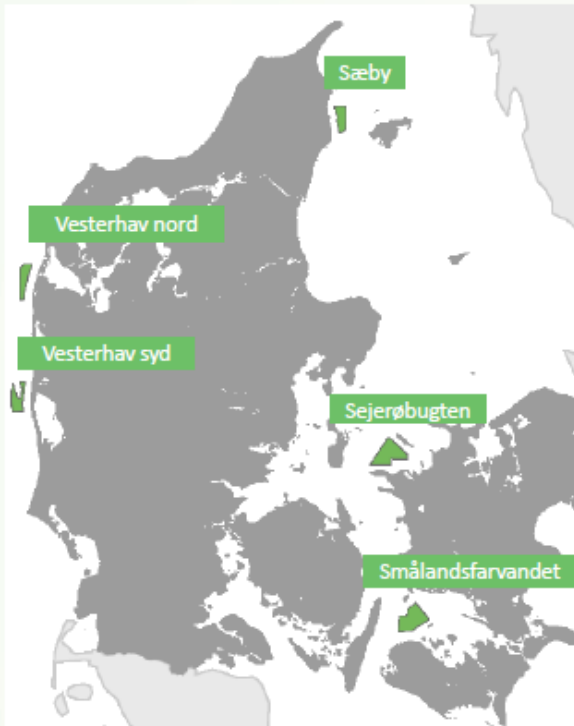 Sæby
Vesterhav nord
Vesterhav syd
Sejerøbugten
Smålandsfarvandet